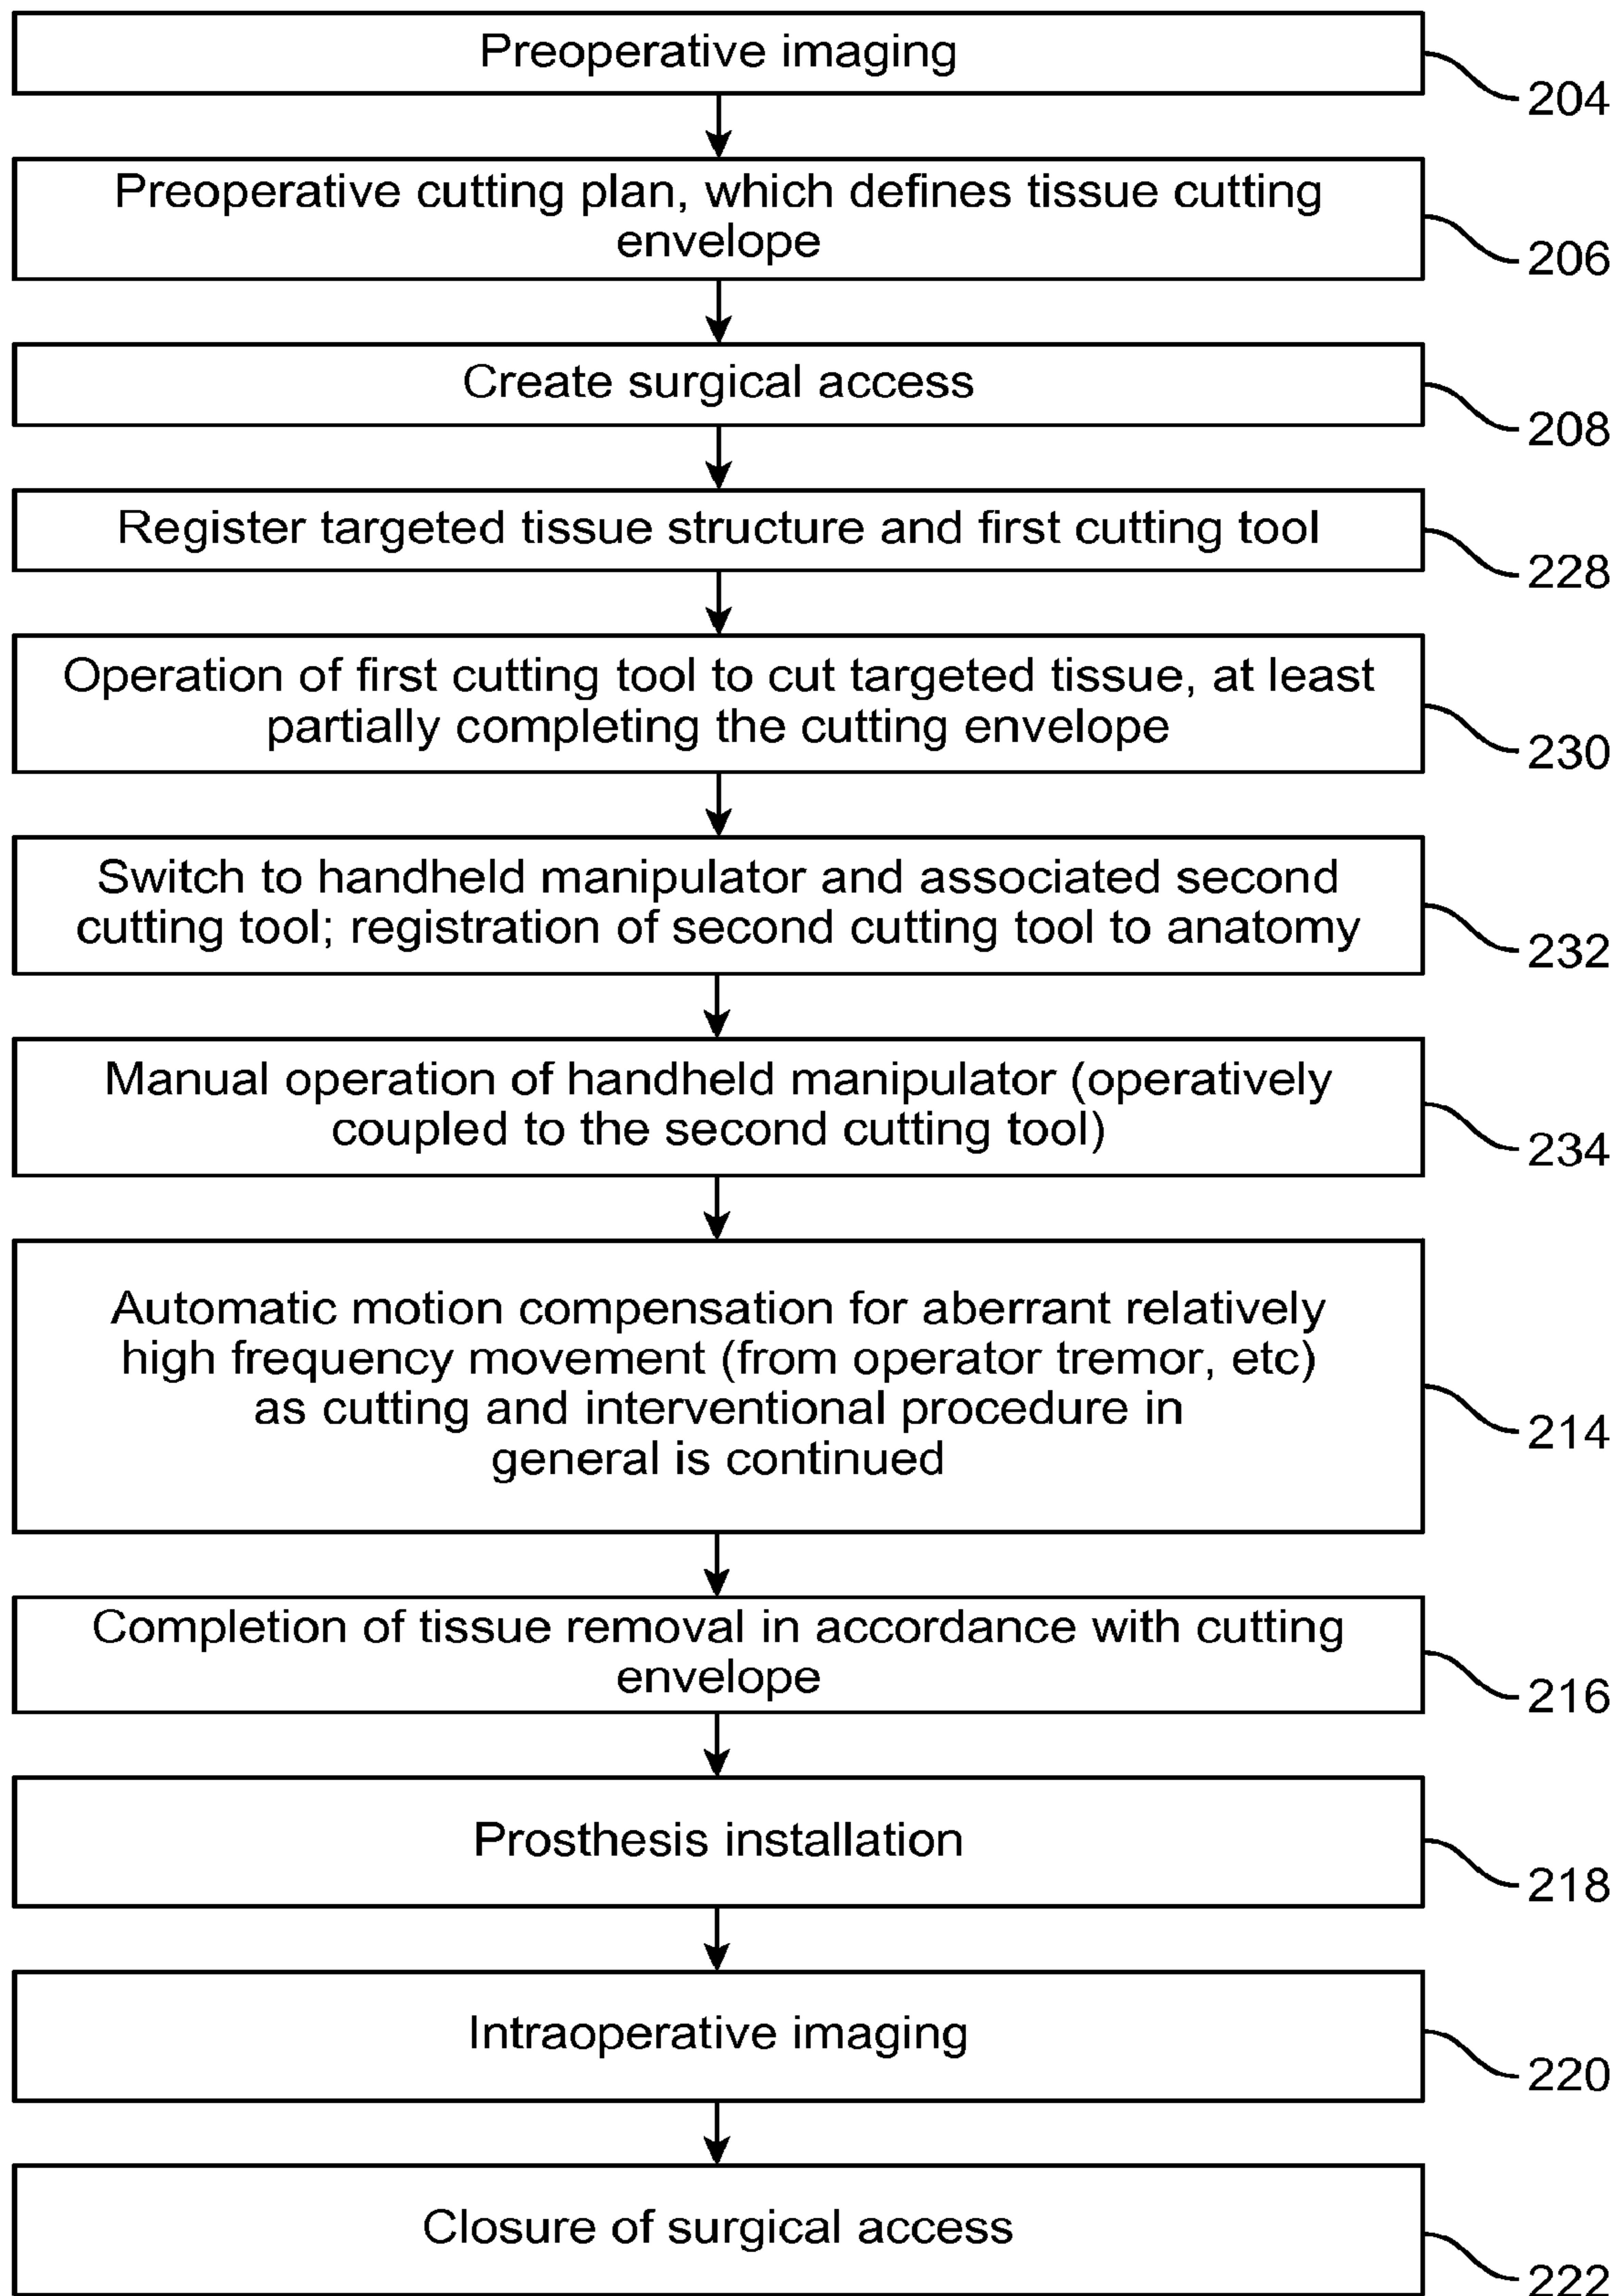 Preoperative imaging
204
Preoperative cutting plan, which defines tissue cutting
envelope
206
Create surgical access
208
Register targeted tissue structure and first cutting tool
228
Operation of first cutting tool to cut targeted tissue, at least
partially completing the cutting envelope
230
Switch to handheld manipulator and associated second
cutting tool; registration of second cutting tool to anatomy
232
Manual operation of handheld manipulator (operatively
coupled to the second cutting tool)
234
Automatic motion compensation for aberrant relatively
high frequency movement (from operator tremor, etc)
as cutting and interventional procedure in
general is continued
214
Completion of tissue removal in accordance with cutting
envelope
216
Prosthesis installation
218
Intraoperative imaging
220
Closure of surgical access
222